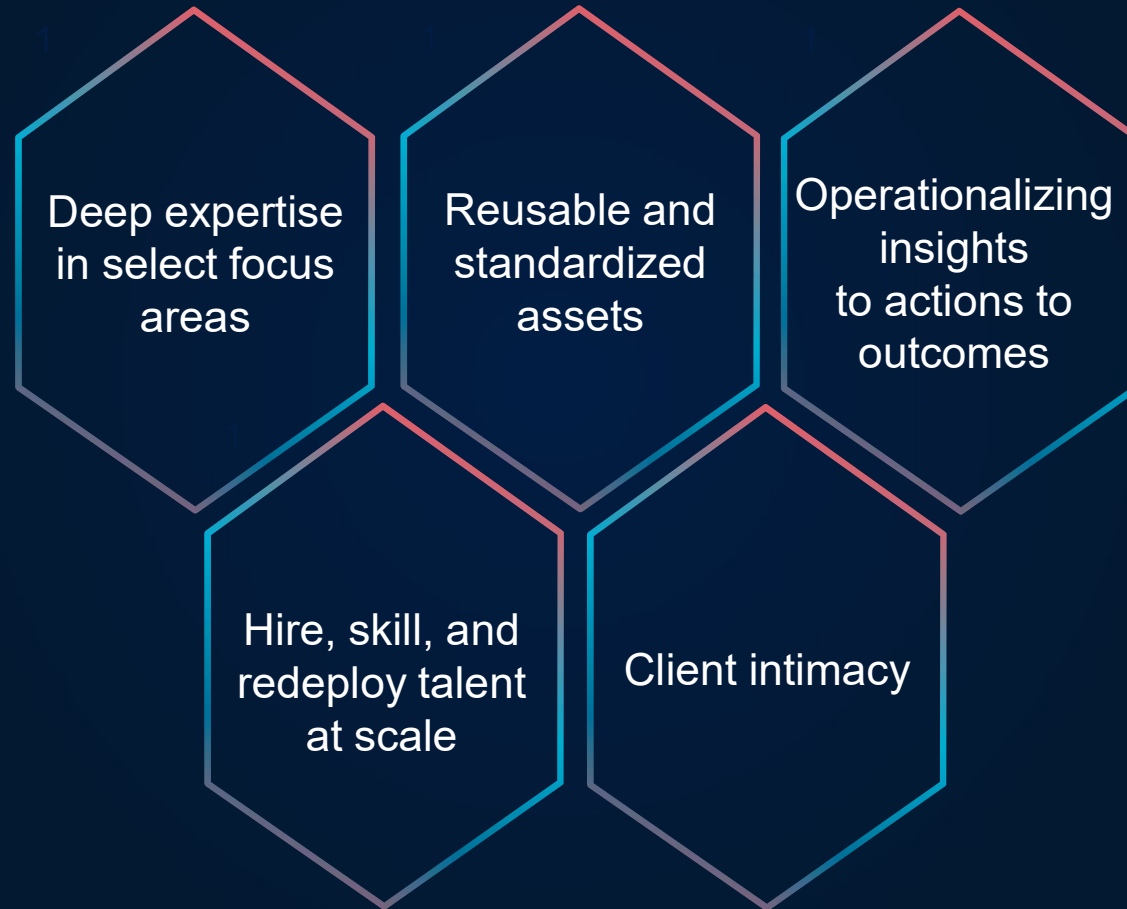 Deep expertise
in select focus
areas
Reusable and
standardized
assets
Operationalizing
insights
to actions to
outcomes
Hire, skill, and
redeploy talent
at scale
Client intimacy